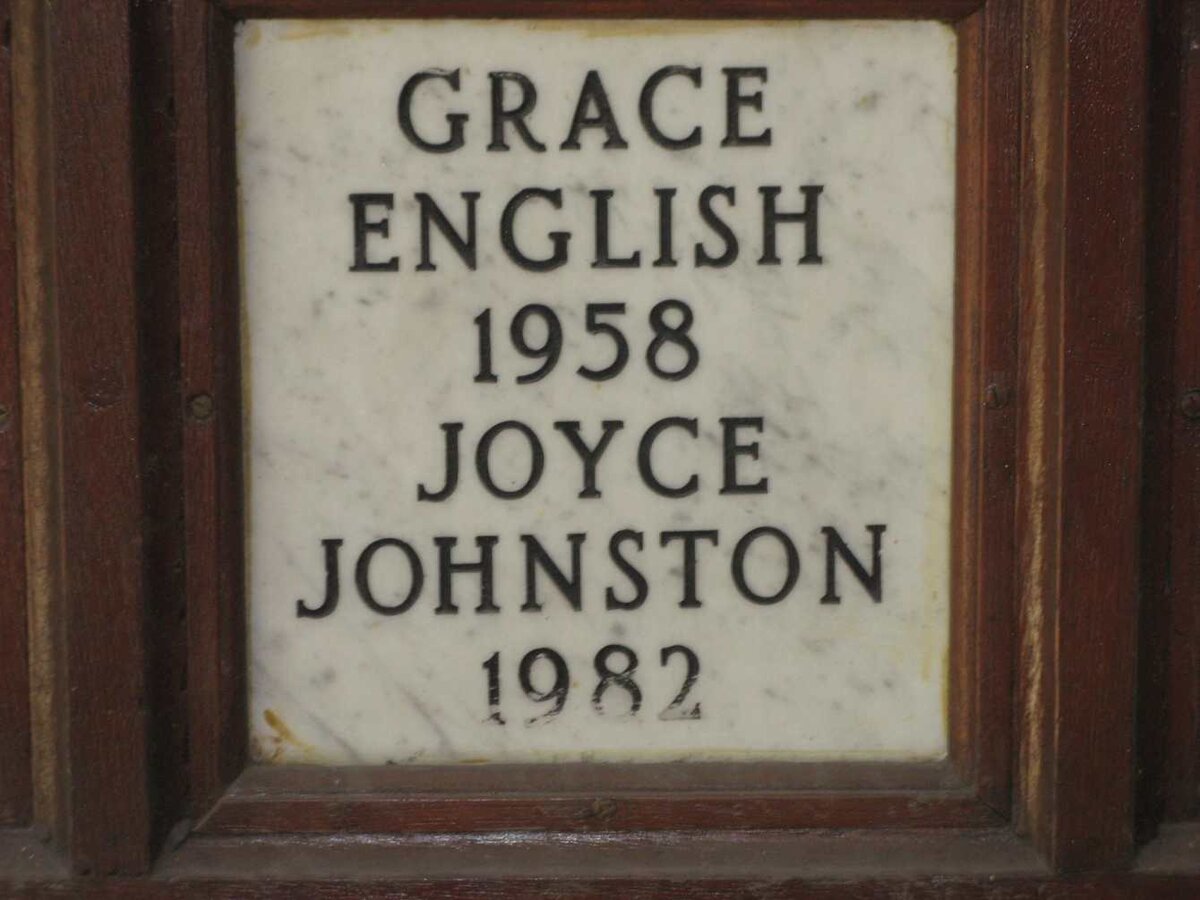 GRACE
ENGLISH
1958
JOYCE
JOHNSTON
1982